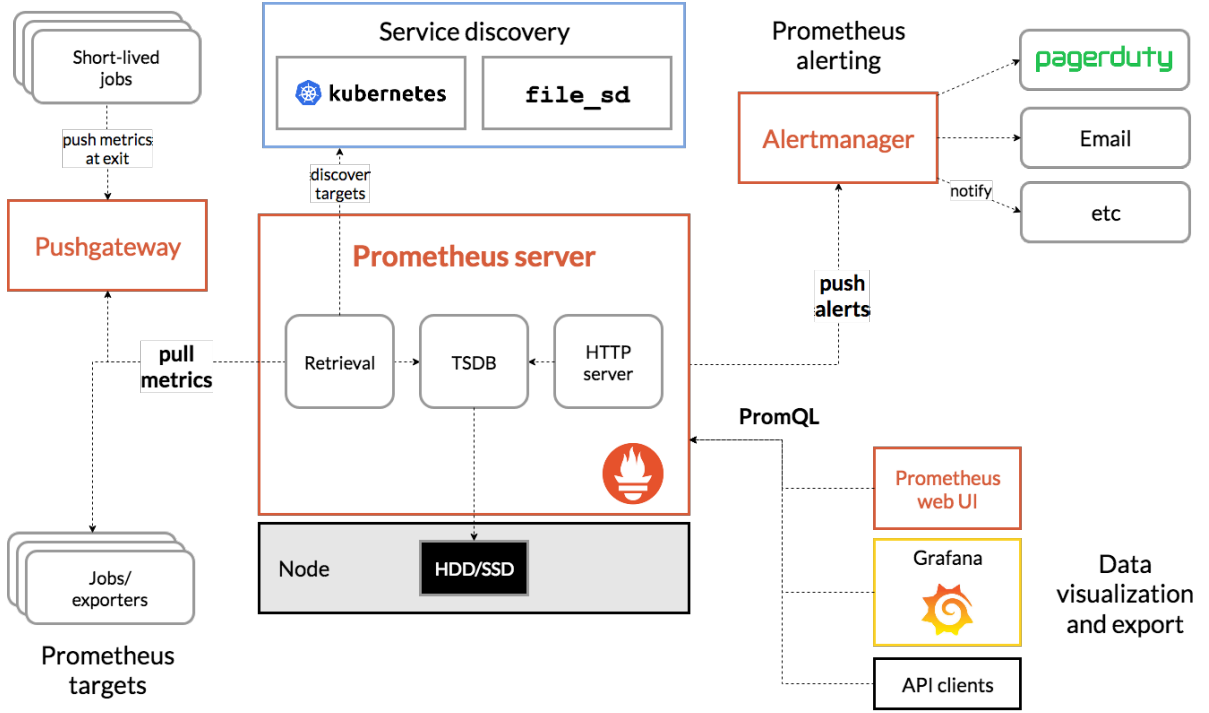 Short-lived
jobs
push metrics
at exit
Pushgateway
pull
metrics
Jobs/
exporters
Prometheus
targets
Service discovery
kubernetes
file_sd
discover
targets
Prometheus server
Retrieval
TSDB
HTTP
server
Node
HDD/SSD
Prometheus
alerting
Alertmanager
pagerduty
Email
notify
etc
push
alerts
PromQL
Prometheus
web UI
Grafana
API clients
Data
visualization
and export